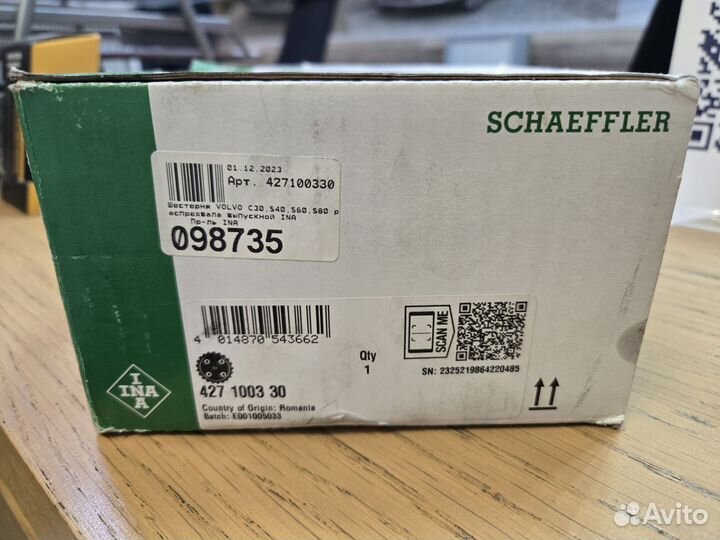 SCHAEFFLER
01.12.2023
Арт. 427100330
Шестерня VOLVO C30,S40,S60,S80 р
аспредвала выпускной INA
Пр-ль INA
098735
4 014870 543662
Qty
1
SCAN ME
SN: 2325219864220485
427 1003 30
Country of Origin: Romania
Batch: E001005038
I
INA
A
Avito